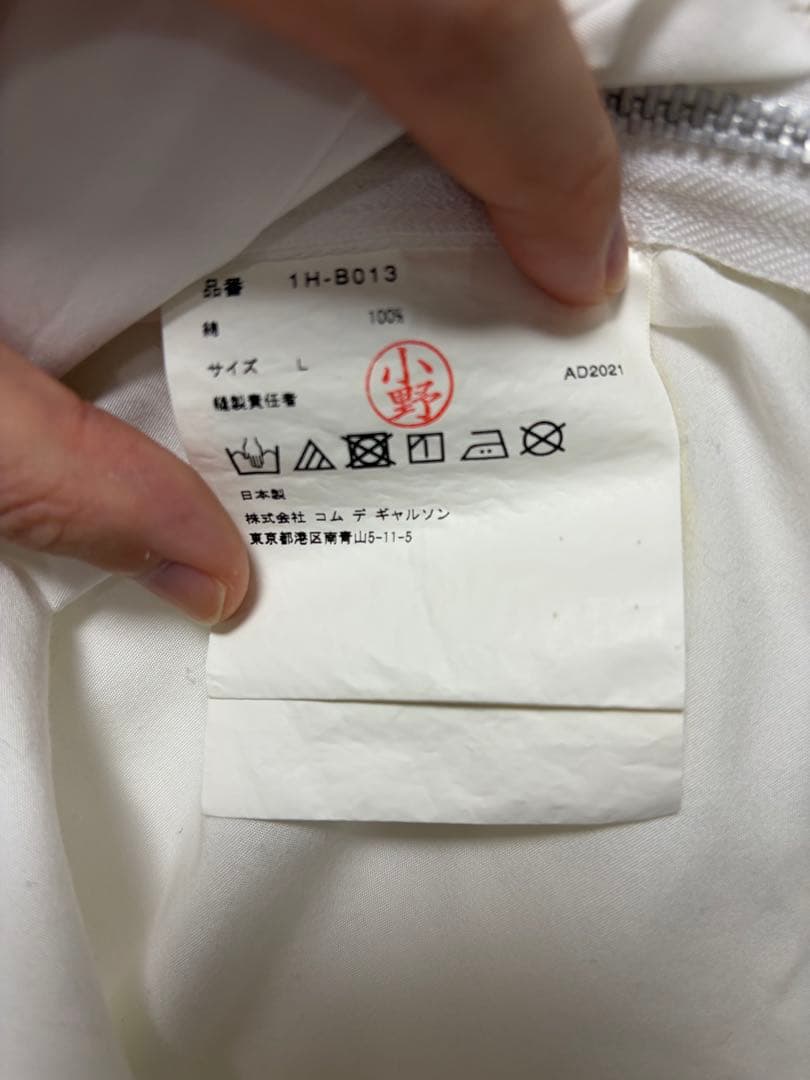 品番 1H-B013
綿 100%
サイズ L
AD2021
縫製責任者 小野
日本製
株式会社 コム デ ギャルソン
東京都港区南青山5-11-5